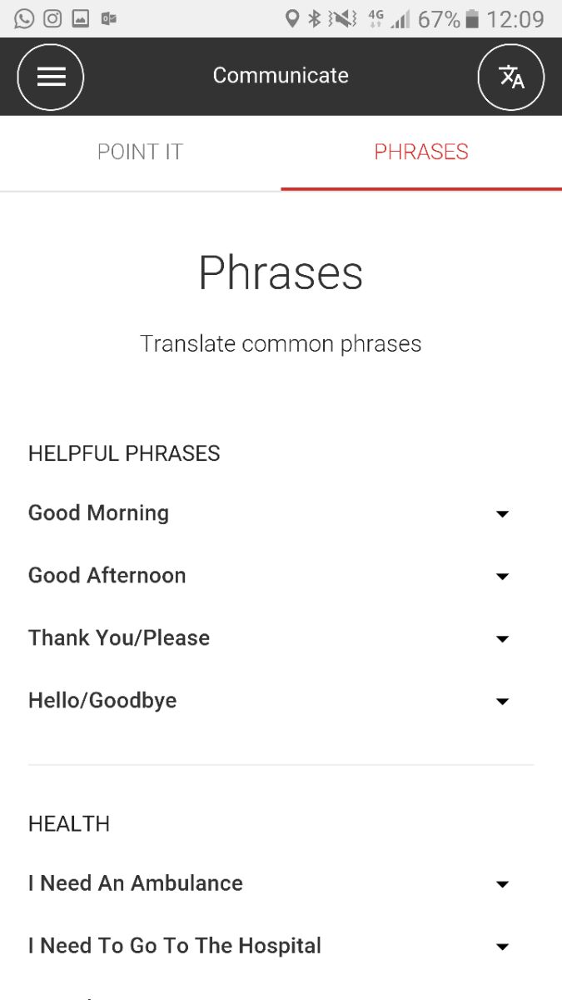 4G 67% 12:09
Communicate
POINT IT PHRASES
Phrases
Translate common phrases
HELPFUL PHRASES
Good Morning
Good Afternoon
Thank You/Please
Hello/Goodbye
HEALTH
I Need An Ambulance
I Need To Go To The Hospital